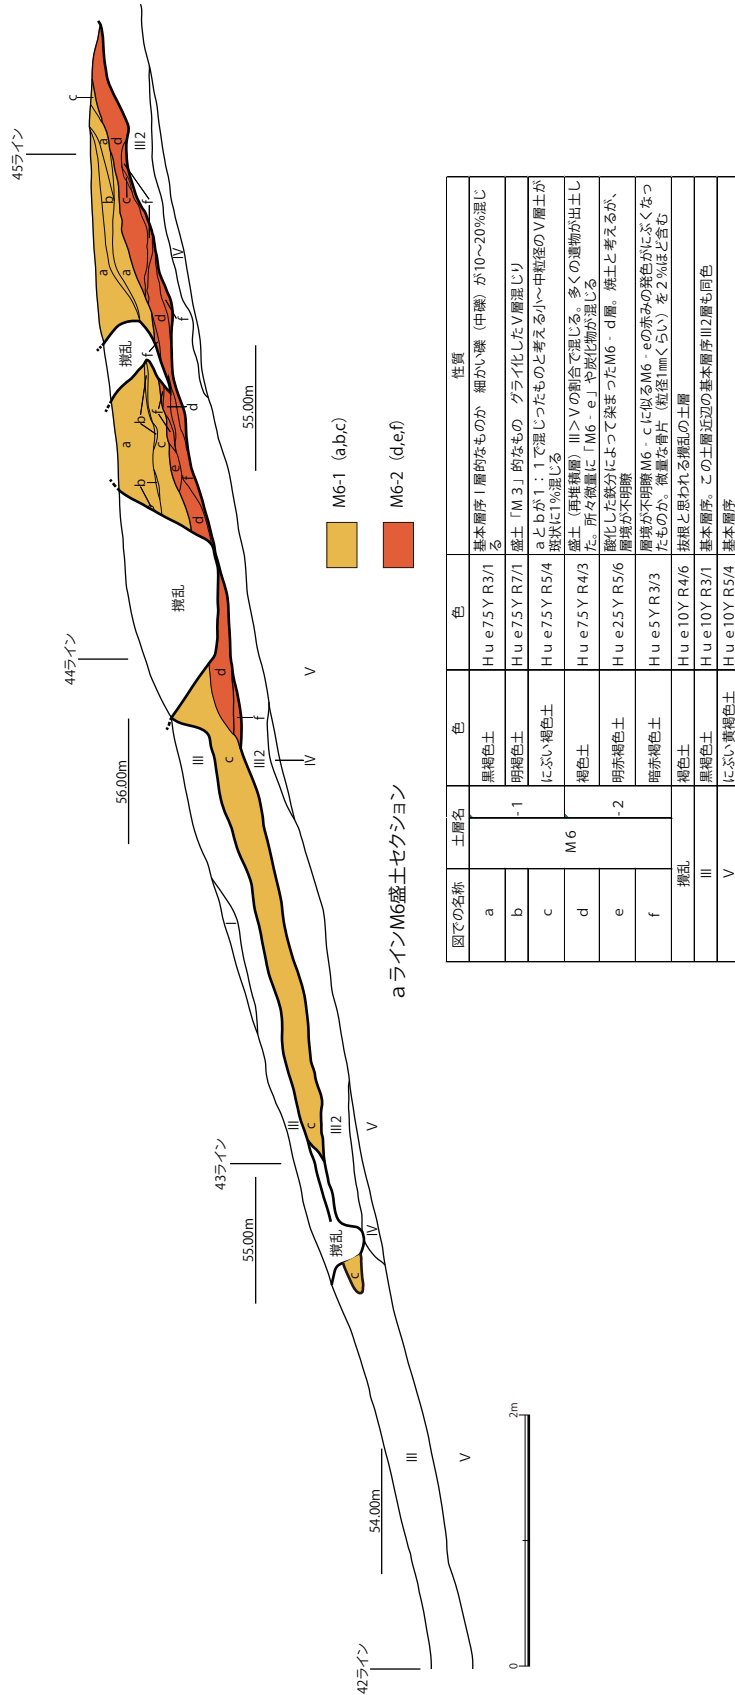 45ライン
44ライン
43ライン
42ライン
56.00m
55.00m
55.00m
54.00m
c
a
b
a
a
d
c
f
III2
IV
d
f
f
攪乱
a
b
b
c
f
e
d
f
d
攪乱
d
f
c
III
III2
IV
V
I
III
c
III2
V
攪乱
c
IV
III
V
M6-1 (a,b,c)
M6-2 (d,e,f)
aラインM6盛土セクション
0
2m
図での名称 土層名 色 色 性質
a M6 -1 黒褐色土 Hue7.5YR3/1 基本層序I層的なものか 細かい礫（中礫）が10～20%混じ
る
b 明褐色土 Hue7.5YR7/1 盛土「M3」的なもの グライ化したV層混じり
c にぶい褐色土 Hue7.5YR5/4 aとbが1：1で混じったものと考える小～中粒径のV層土が
斑状に1%混じる
d -2 褐色土 Hue7.5YR4/3 盛土（再堆積層）III＞Vの割合で混じる。多くの遺物が出土し
た。所々微量に「M6-e」や炭化物が混じる
e 明赤褐色土 Hue2.5YR5/6 酸化した鉄分によって染まったM6-d層。焼土と考えるが、
層境が不明瞭
f 暗赤褐色土 Hue5YR3/3 層境が不明瞭M6-cに似るM6-eの赤みの発色がにぶくなっ
たものか。微量な骨片（粒径1㎜くらい）を2%ほど含む
攪乱 褐色土 Hue10YR4/6 抜根と思われる攪乱の土層
III 黒褐色土 Hue10YR3/1 基本層序。この土層近辺の基本層序III2層も同色
V にぶい黄褐色土 Hue10YR5/4 基本層序